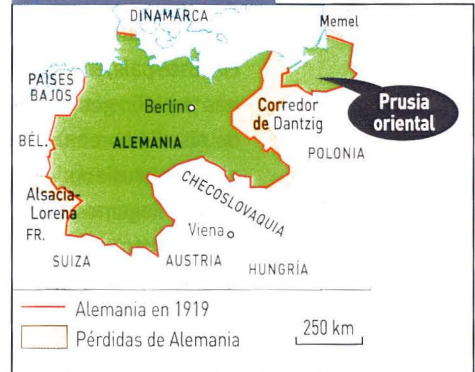 DINAMARCA
Memel
PAÍSES
BAJOS
Berlín
Corredor
de Dantzig
Prusia
oriental
BÉL.
ALEMANIA
POLONIA
CHECOSLOVAQUIA
Alsacia-
Lorena
FR.
Viena
SUIZA
AUSTRIA
HUNGRÍA
Alemania en 1919
Pérdidas de Alemania
250 km